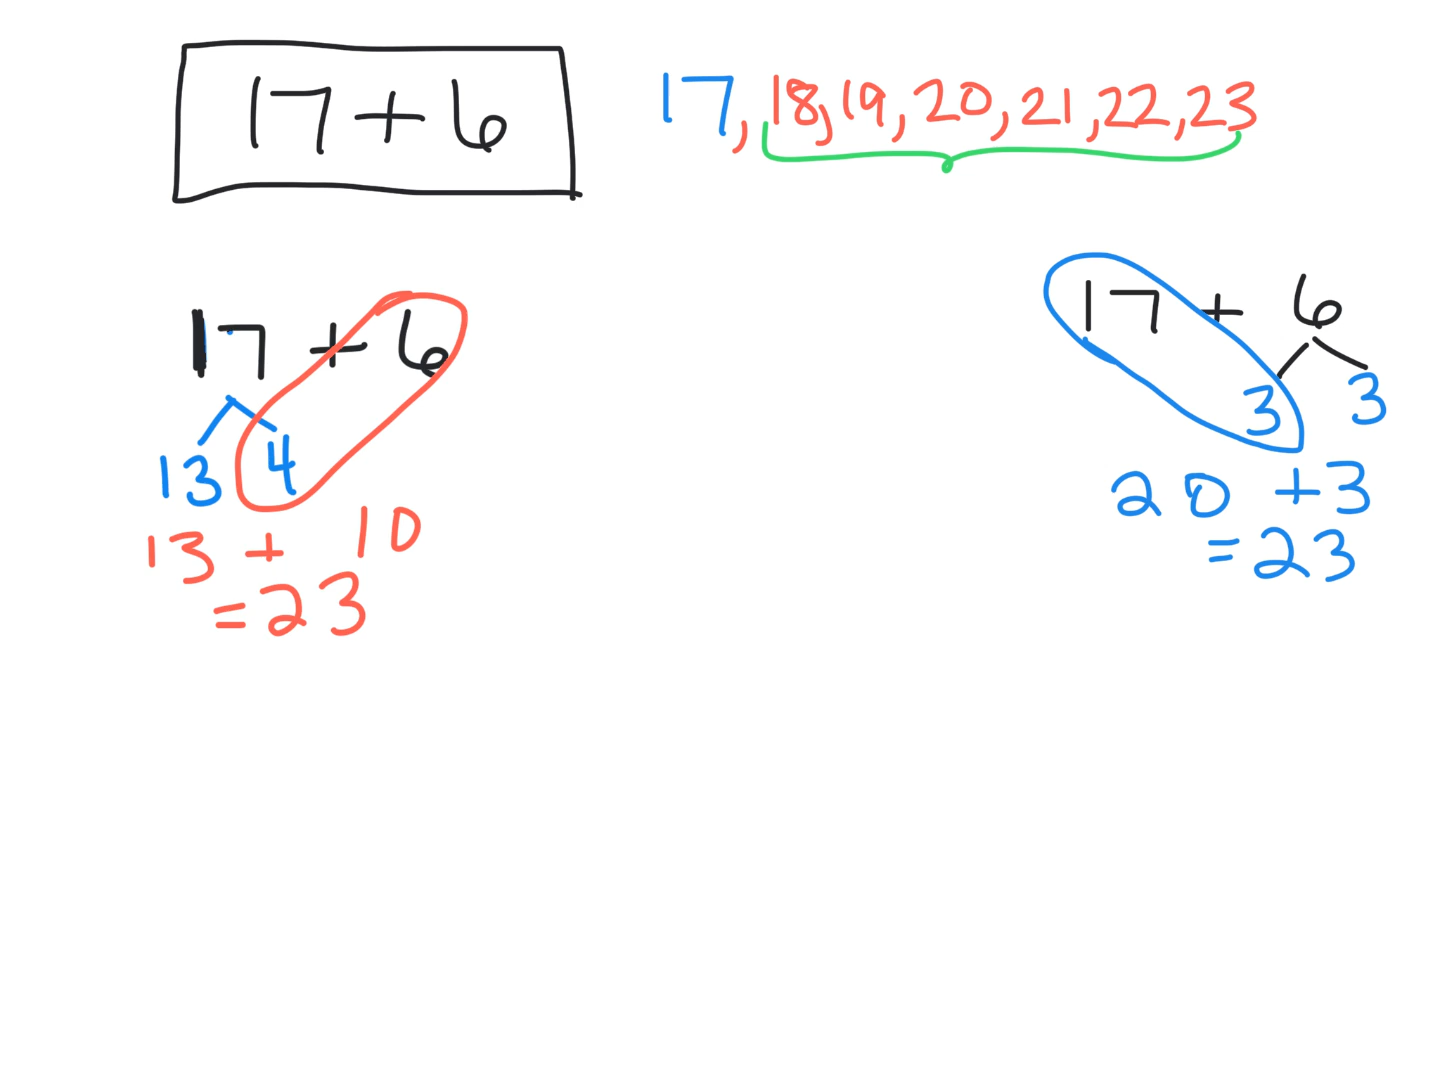 17 + 6
17, 18, 19, 20, 21, 22, 23
17 + 6
13 4
13 + 10
= 23
17 + 6
3 3
20 + 3
= 23